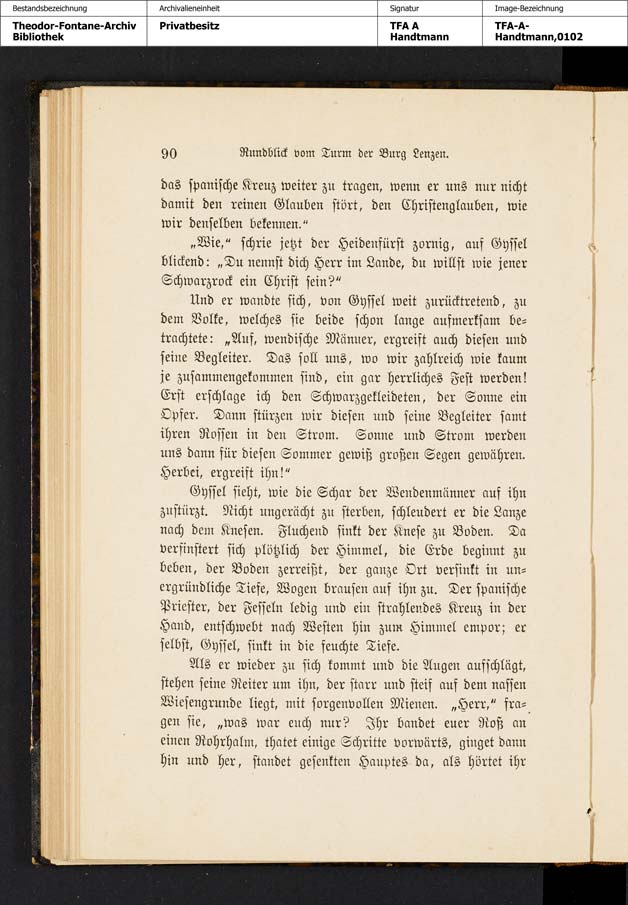 Bestandsbezeichnung Archivalieneinheit Signatur Image-Bezeichnung
Theodor-Fontane-Archiv Privatbesitz TFA A TFA-A-
Bibliothek Handtmann Handtmann,0102
90 Rundblick vom Turm der Burg Lenzen.
das spanische Kreuz weiter zu tragen, wenn er uns nur nicht
damit den reinen Glauben stört, den Christenglauben, wie
wir denselben bekennen.“
„Wie,“ schrie jetzt der Heidenfürst zornig, auf Gyssel
blickend: „Du nennst dich Herr im Lande, du willst wie jener
Schwarzrock ein Christ sein?“
Und er wandte sich, von Gyssel weit zurücktretend, zu
dem Volke, welches sie beide schon lange aufmerksam be-
trachtete: „Auf, wendische Männer, ergreift auch diesen und
seine Begleiter. Das soll uns, wo wir zahlreich wie kaum
je zusammengekommen sind, ein gar herrliches Fest werden!
Erst erschlage ich den Schwarzgekleideten, der Sonne ein
Opfer. Dann stürzen wir diesen und seine Begleiter samt
ihren Rossen in den Strom. Sonne und Strom werden
uns dann für diesen Sommer gewiß großen Segen gewähren.
Herbei, ergreift ihn!“
Gyssel sieht, wie die Schar der Wendenmänner auf ihn
zustürzt. Nicht ungerächt zu sterben, schleudert er die Lanze
nach dem Knesen. Fluchend sinkt der Knese zu Boden. Da
verfinstert sich plötzlich der Himmel, die Erde beginnt zu
beben, der Boden zerreißt, der ganze Ort versinkt in un-
ergründliche Tiefe, Wogen brausen auf ihn zu. Der spanische
Priester, der Fesseln ledig und ein strahlendes Kreuz in der
Hand, entschwebt nach Westen hin zum Himmel empor; er
selbst, Gyssel, sinkt in die feuchte Tiefe.
Als er wieder zu sich kommt und die Augen aufschlägt,
stehen seine Reiter um ihn, der starr und steif auf dem nassen
Wiesengrunde liegt, mit sorgenvollen Mienen. „Herr,“ fra-
gen sie, „was war euch nur? Ihr bandet euer Roß an
einen Rohrhalm, thatet einige Schritte vorwärts, ginget dann
hin und her, standet gesenkten Hauptes da, als hörtet ihr